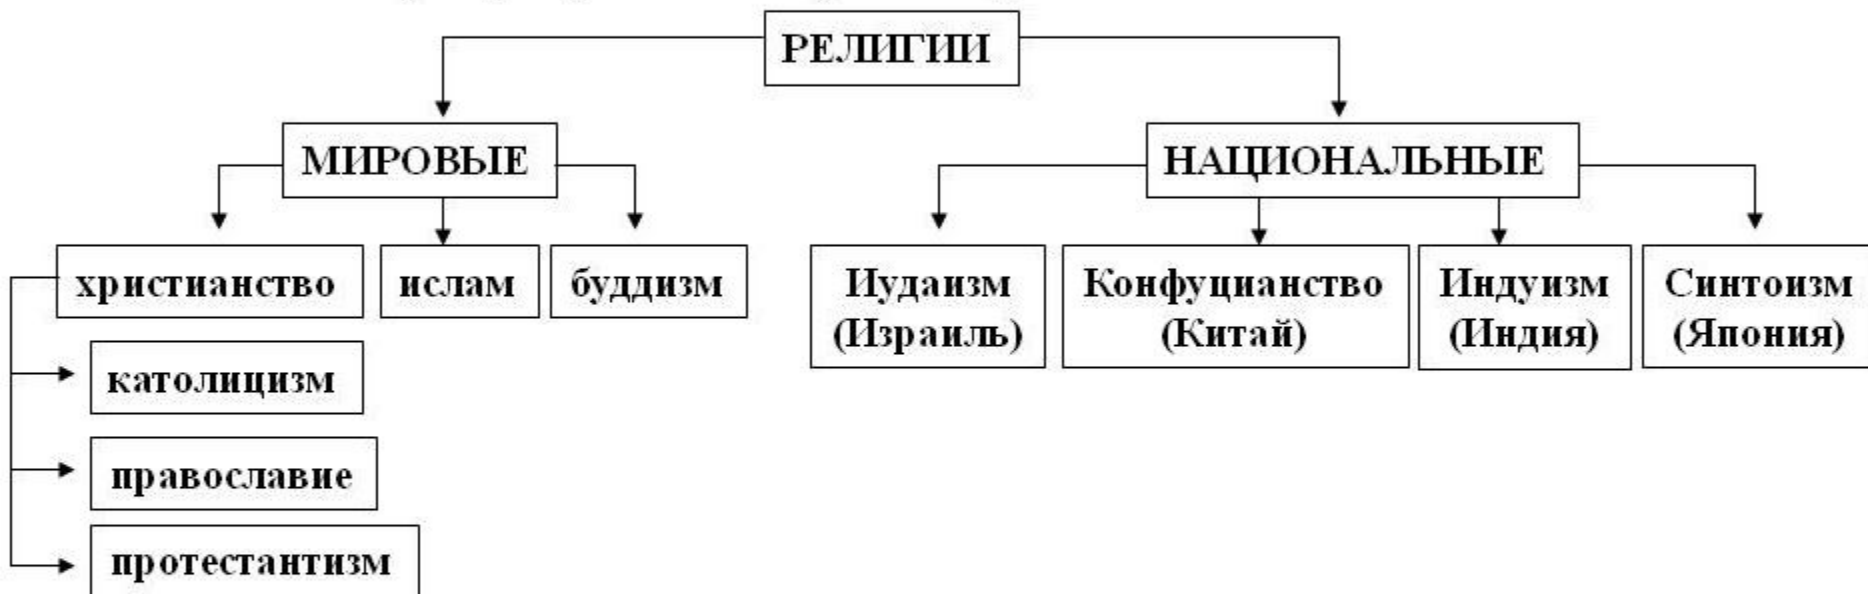 РЕЛИГИИ
МИРОВЫЕ
НАЦИОНАЛЬНЫЕ
христианство
ислам
буддизм
Иудаизм
(Израиль)
Конфуцианство
(Китай)
Индуизм
(Индия)
Синтоизм
(Япония)
католицизм
православие
протестантизм